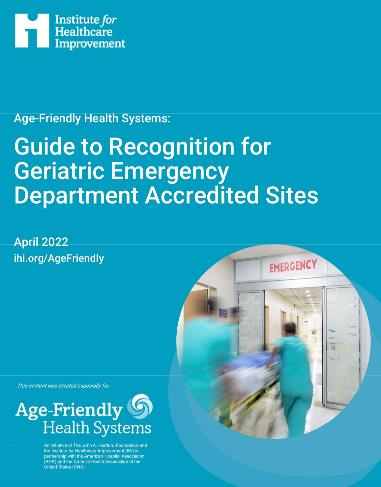 Institute for
Healthcare
Improvement
Age-Friendly Health Systems:
Guide to Recognition for
Geriatric Emergency
Department Accredited Sites
April 2022
ihi.org/AgeFriendly
EMERGENCY
This content was created especially for:
Age-Friendly
Health Systems
An initiative of The John A. Hartford Foundation and
the Institute for Healthcare Improvement (IHI) in
partnership with the American Hospital Association
(AHA) and the Catholic Health Association of the
United States (CHA).